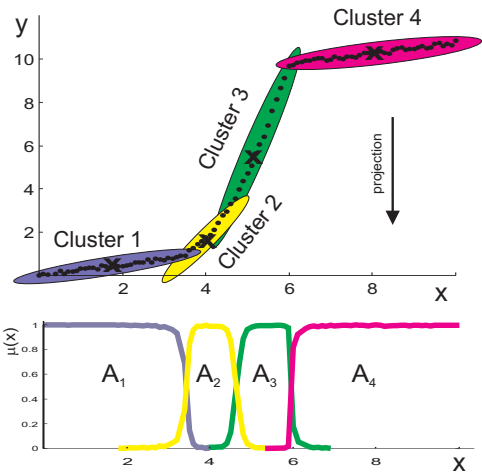 y
Cluster 4
10
8
6
4
2
Cluster 3
projection
Cluster 1
Cluster 2
2
4
6
8
x
μ(x)
1
0.8
0.6
0.4
0.2
0
A₁
A₂
A₃
A₄
2
4
6
8
10
x